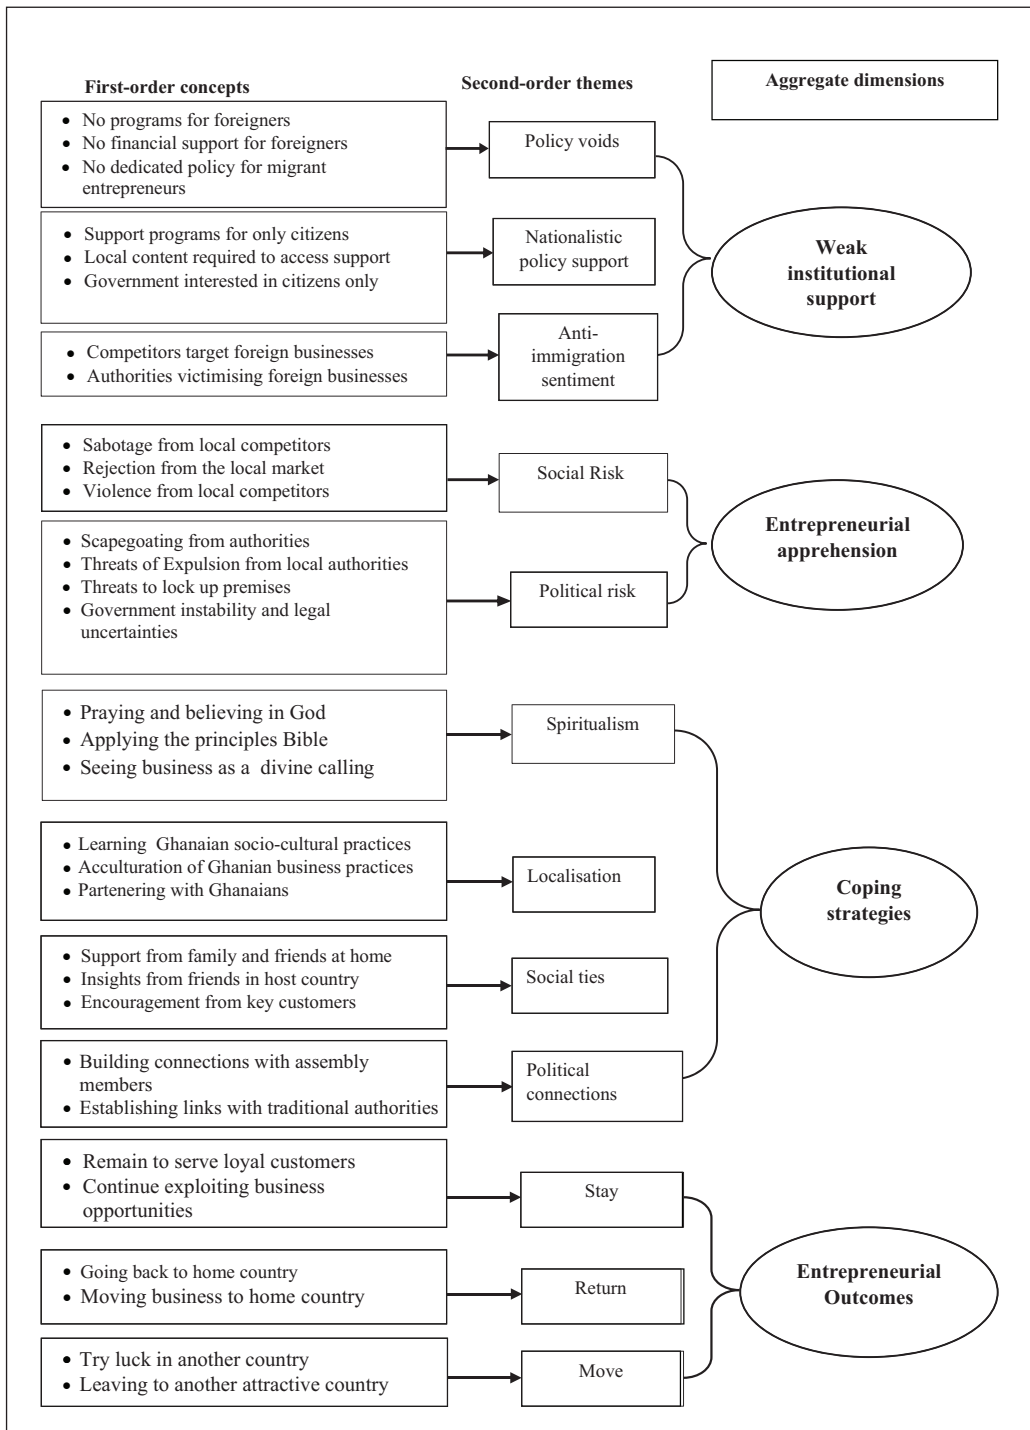 First-order concepts
Second-order themes
Aggregate dimensions
• No programs for foreigners
• No financial support for foreigners
• No dedicated policy for migrant
entrepreneurs
Policy voids
• Support programs for only citizens
• Local content required to access support
• Government interested in citizens only
Nationalistic
policy support
• Competitors target foreign businesses
• Authorities victimising foreign businesses
Anti-
immigration
sentiment
Weak
institutional
support
• Sabotage from local competitors
• Rejection from the local market
• Violence from local competitors
Social Risk
• Scapegoating from authorities
• Threats of Expulsion from local authorities
• Threats to lock up premises
• Government instability and legal
uncertainties
Political risk
Entrepreneurial
apprehension
• Praying and believing in God
• Applying the principles Bible
• Seeing business as a divine calling
Spiritualism
• Learning Ghanaian socio-cultural practices
• Acculturation of Ghanian business practices
• Partenering with Ghanaians
Localisation
• Support from family and friends at home
• Insights from friends in host country
• Encouragement from key customers
Social ties
• Building connections with assembly
members
• Establishing links with traditional authorities
Political
connections
Coping
strategies
• Remain to serve loyal customers
• Continue exploiting business
opportunities
Stay
• Going back to home country
• Moving business to home country
Return
• Try luck in another country
• Leaving to another attractive country
Move
Entrepreneurial
Outcomes